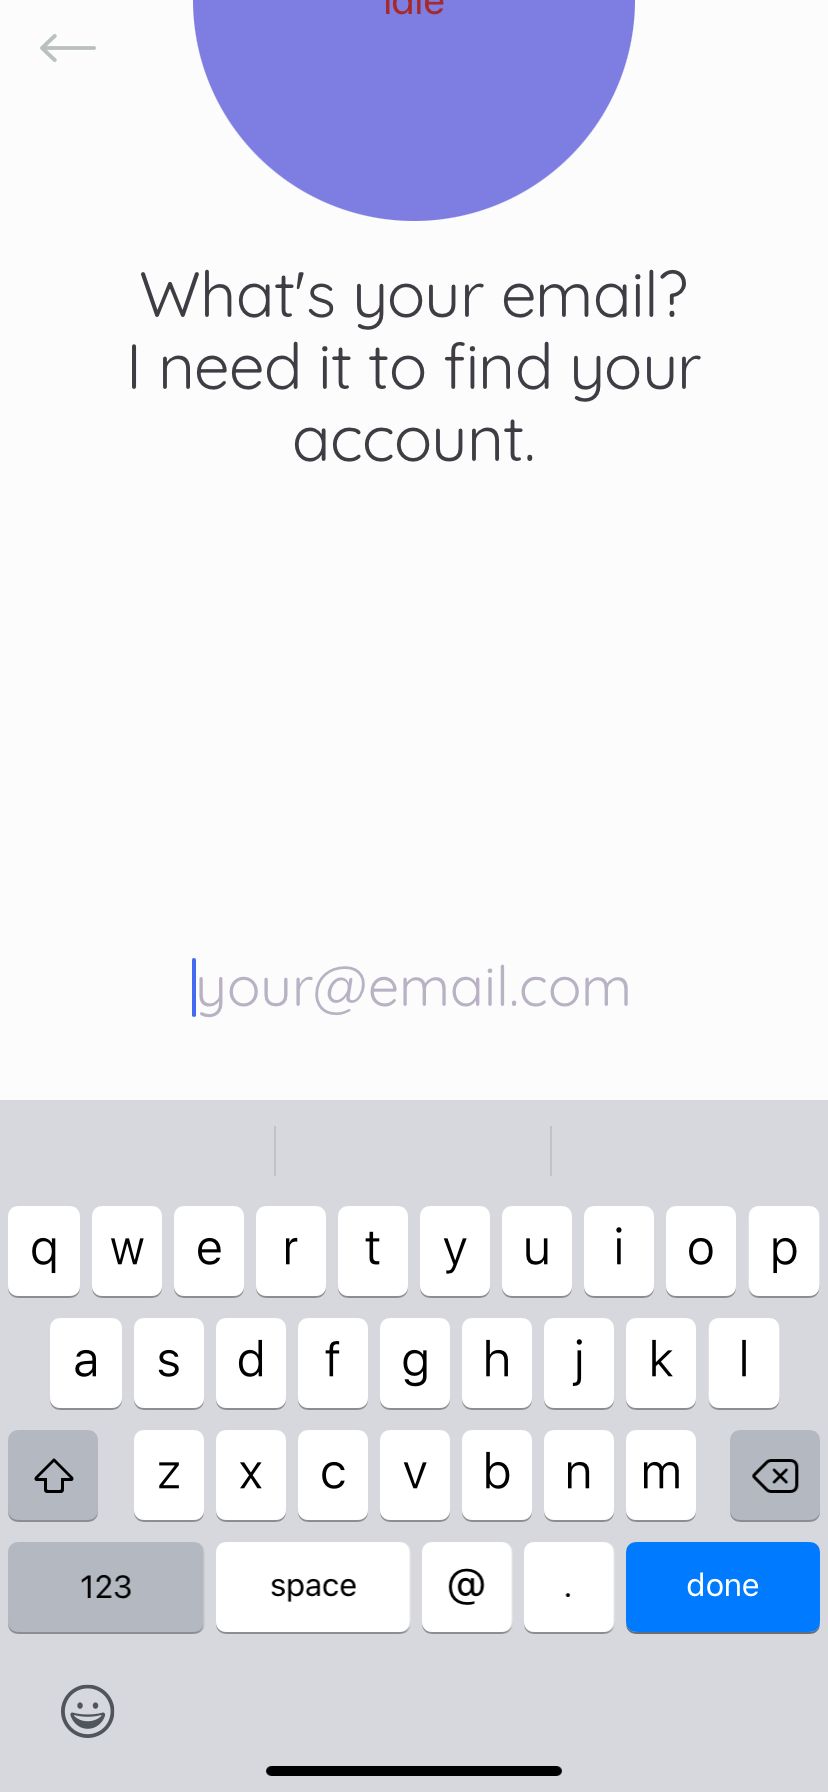 idle
What's your email?
I need it to find your
account.
your@email.com
q w e r t y u i o p
a s d f g h j k l
z x c v b n m
123 space @ . done